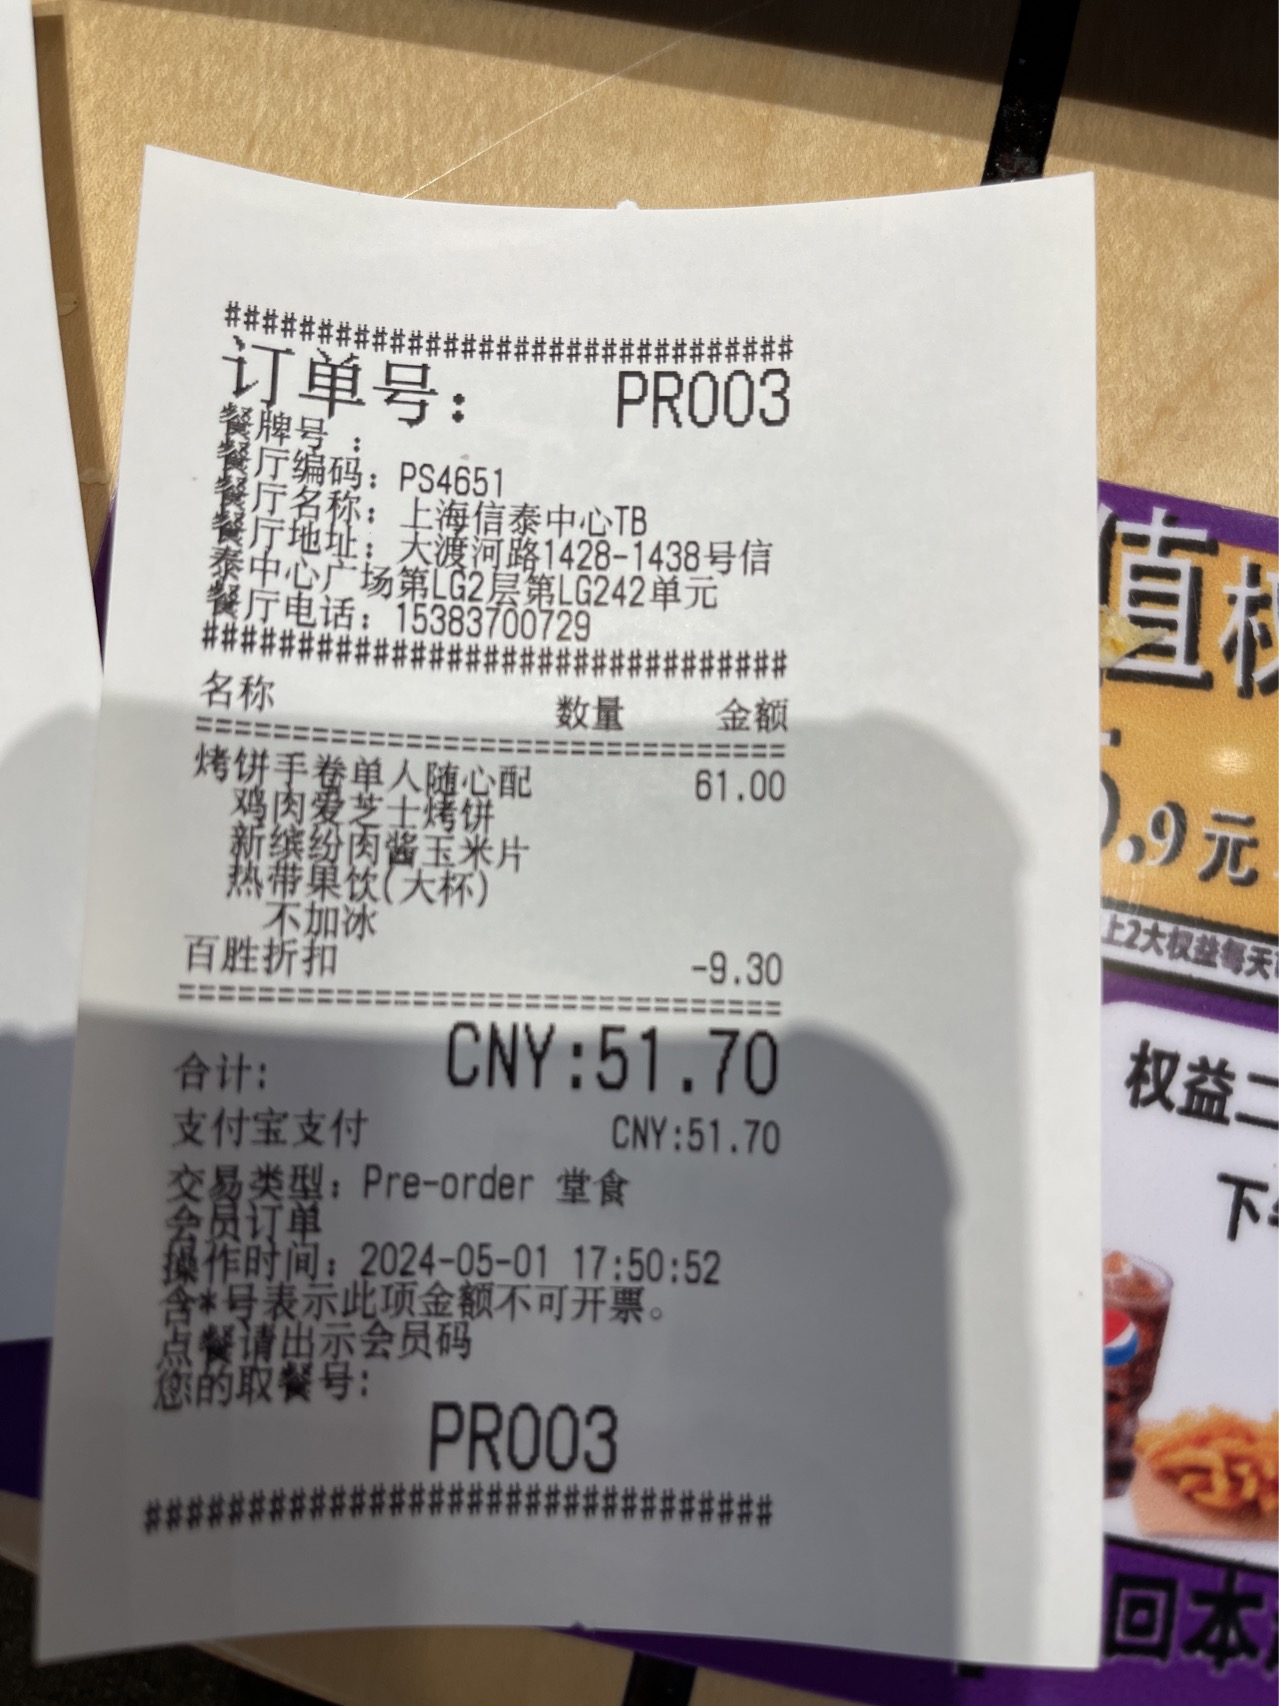 ################################
订单号： PR003
餐牌号 :
餐厅编码: PS4651
餐厅名称: 上海信泰中心TB
餐厅地址: 大渡河路1428-1438号信
泰中心广场第LG2层第LG242单元
餐厅电话: 15383700729
################################
名称 数量 金额
================================
烤饼手卷单人随心配 61.00
鸡肉爱芝士烤饼
新缤纷肉酱玉米片
热带果饮(大杯)
不加冰
百胜折扣 -9.30
================================
合计: CNY:51.70
支付宝支付 CNY:51.70
交易类型: Pre-order 堂食
会员订单
操作时间: 2024-05-01 17:50:52
含*号表示此项金额不可开票。
点餐请出示会员码
您的取餐号:
PR003
################################
值权
.9元
上2大权益每天
权益二
下
回本